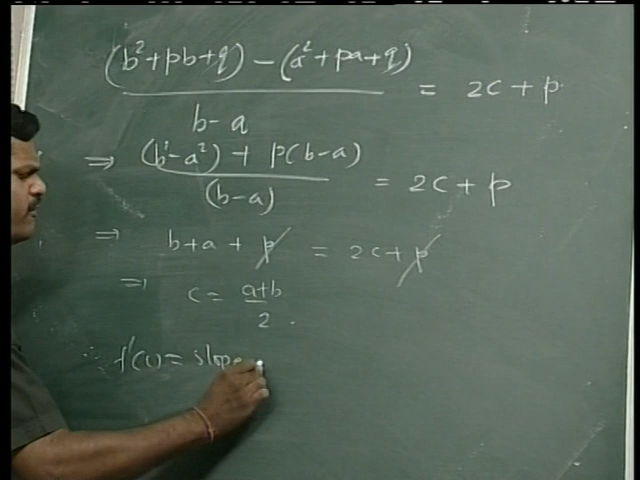 (b²+pb+q) – (a²+pa+q) / b-a = 2c+p
⇒ (b²-a²) + p(b-a) / (b-a) = 2c+p
⇒ b+a+p = 2c+p
⇒ c = a+b / 2 .
∴ f'(c) = slope